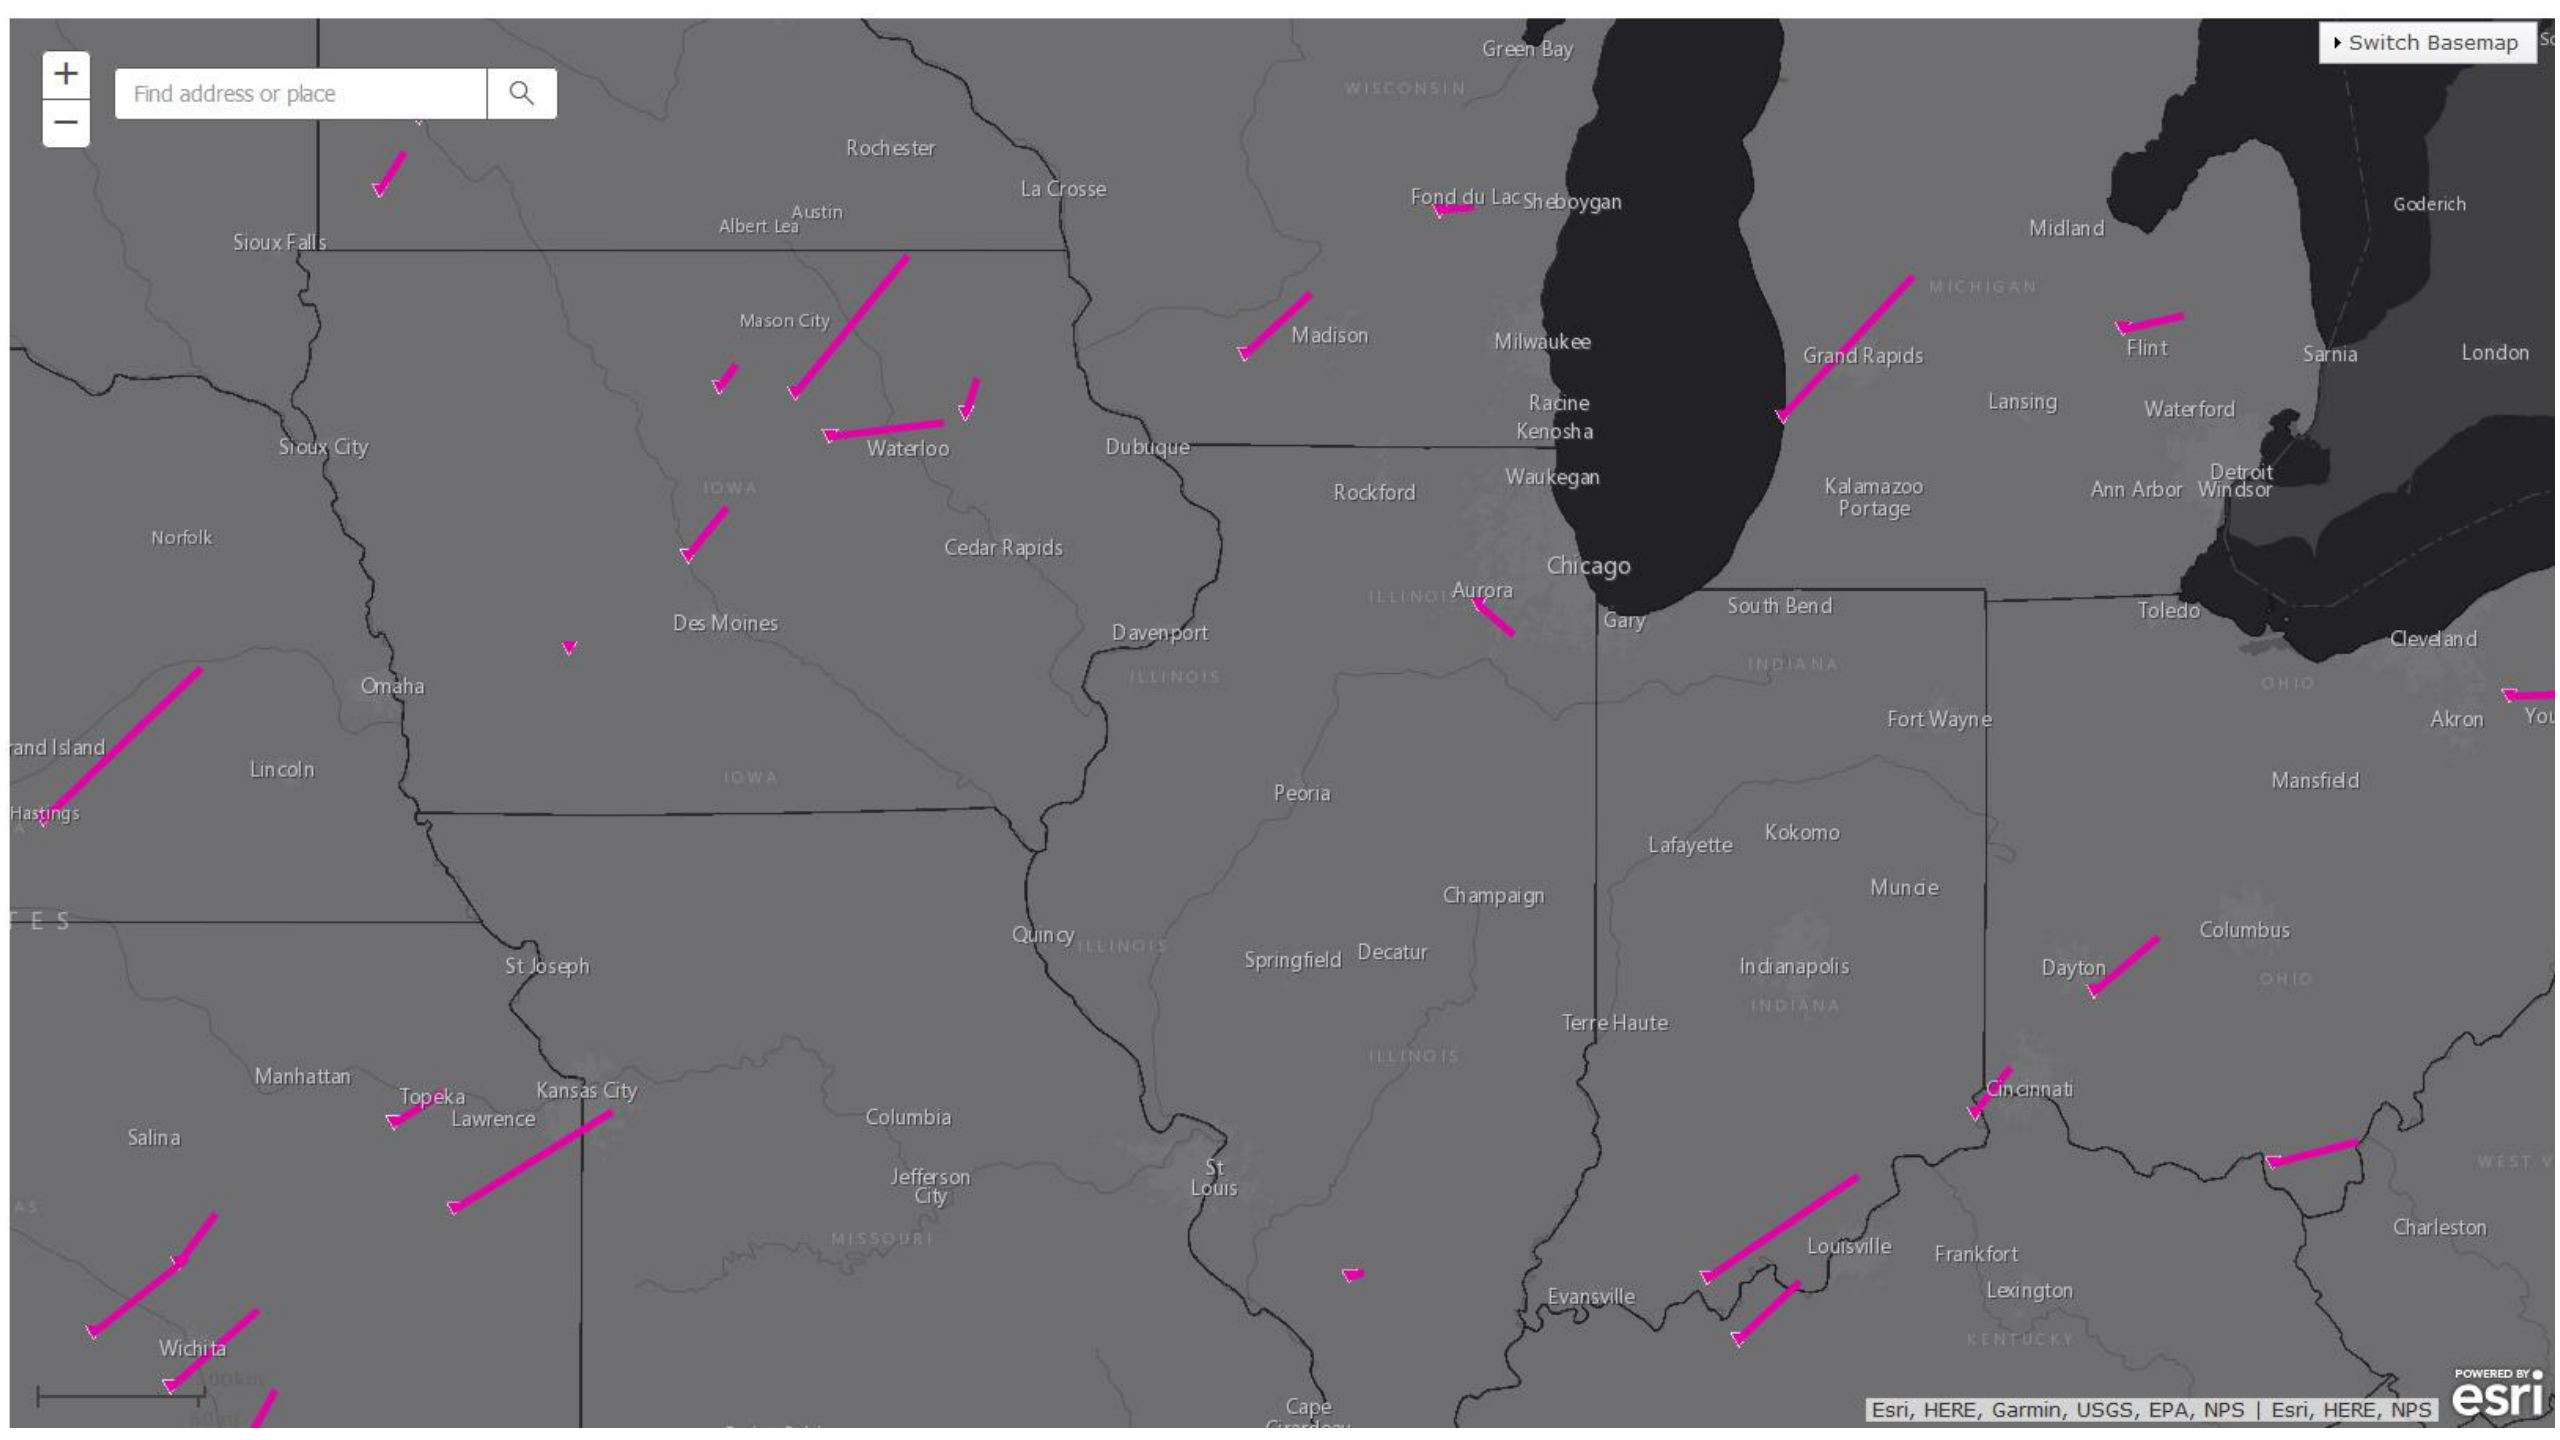 Switch Basemap
+
−
Find address or place
Green Bay
WISCONSIN
Rochester
La Crosse
Fond du Lac
Sheboygan
Goderich
Austin
Albert Lea
Midland
Sioux Falls
MICHIGAN
Mason City
Madison
Milwaukee
Grand Rapids
Flint
Sarnia
London
Racine
Lansing
Waterford
Kenosha
Sioux City
Waterloo
Dubuque
Waukegan
Rockford
Detroit
IOWA
Kalamazoo
Portage
Ann Arbor
Windsor
Norfolk
Cedar Rapids
Chicago
Aurora
ILLINOIS
South Bend
Toledo
Des Moines
Gary
Davenport
Cleveland
INDIANA
ILLINOIS
OHIO
Omaha
Fort Wayne
Akron
You
rand Island
Lincoln
IOWA
Mansfield
Peoria
Hastings
A
Kokomo
Lafayette
Muncie
Champaign
TES
Columbus
Quincy
ILLINOIS
Springfield
Decatur
St Joseph
Indianapolis
Dayton
OHIO
INDIANA
Terre Haute
ILLINOIS
Manhattan
Topeka
Kansas City
Cincinnati
Lawrence
Columbia
Salina
St
Louis
WEST V
Jefferson
City
AS
Charleston
MISSOURI
Louisville
Frankfort
Evansville
Lexington
Wichita
KENTUCKY
100km
60mi
Cape
Girardeau
POWERED BY
esri
Esri, HERE, Garmin, USGS, EPA, NPS | Esri, HERE, NPS